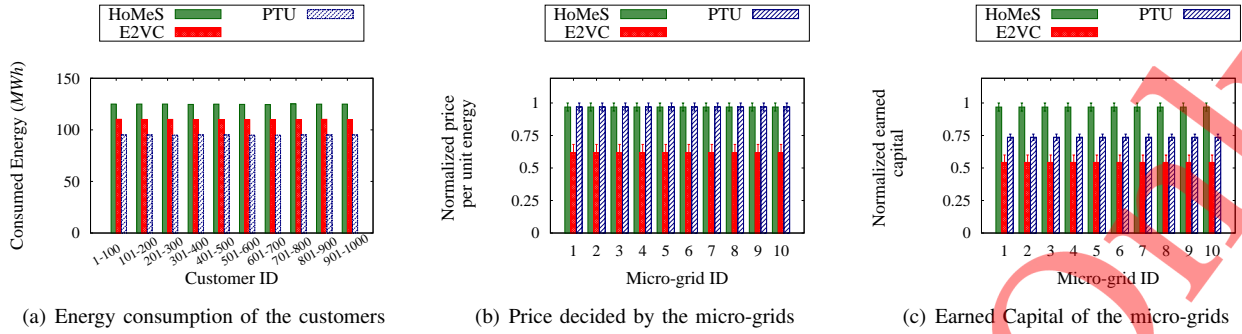 HoMeS PTU
E2VC
Consumed Energy (MWh)
150
100
50
0
1-100 101-200 201-300 301-400 401-500 501-600 601-700 701-800 801-900 901-1000
Customer ID
(a) Energy consumption of the customers
HoMeS PTU
E2VC
Normalized price
per unit energy
1
0.75
0.5
0.25
0
1 2 3 4 5 6 7 8 9 10
Micro-grid ID
(b) Price decided by the micro-grids
HoMeS PTU
E2VC
Normalized earned
capital
1
0.75
0.5
0.25
0
1 2 3 4 5 6 7 8 9 10
Micro-grid ID
(c) Earned Capital of the micro-grids